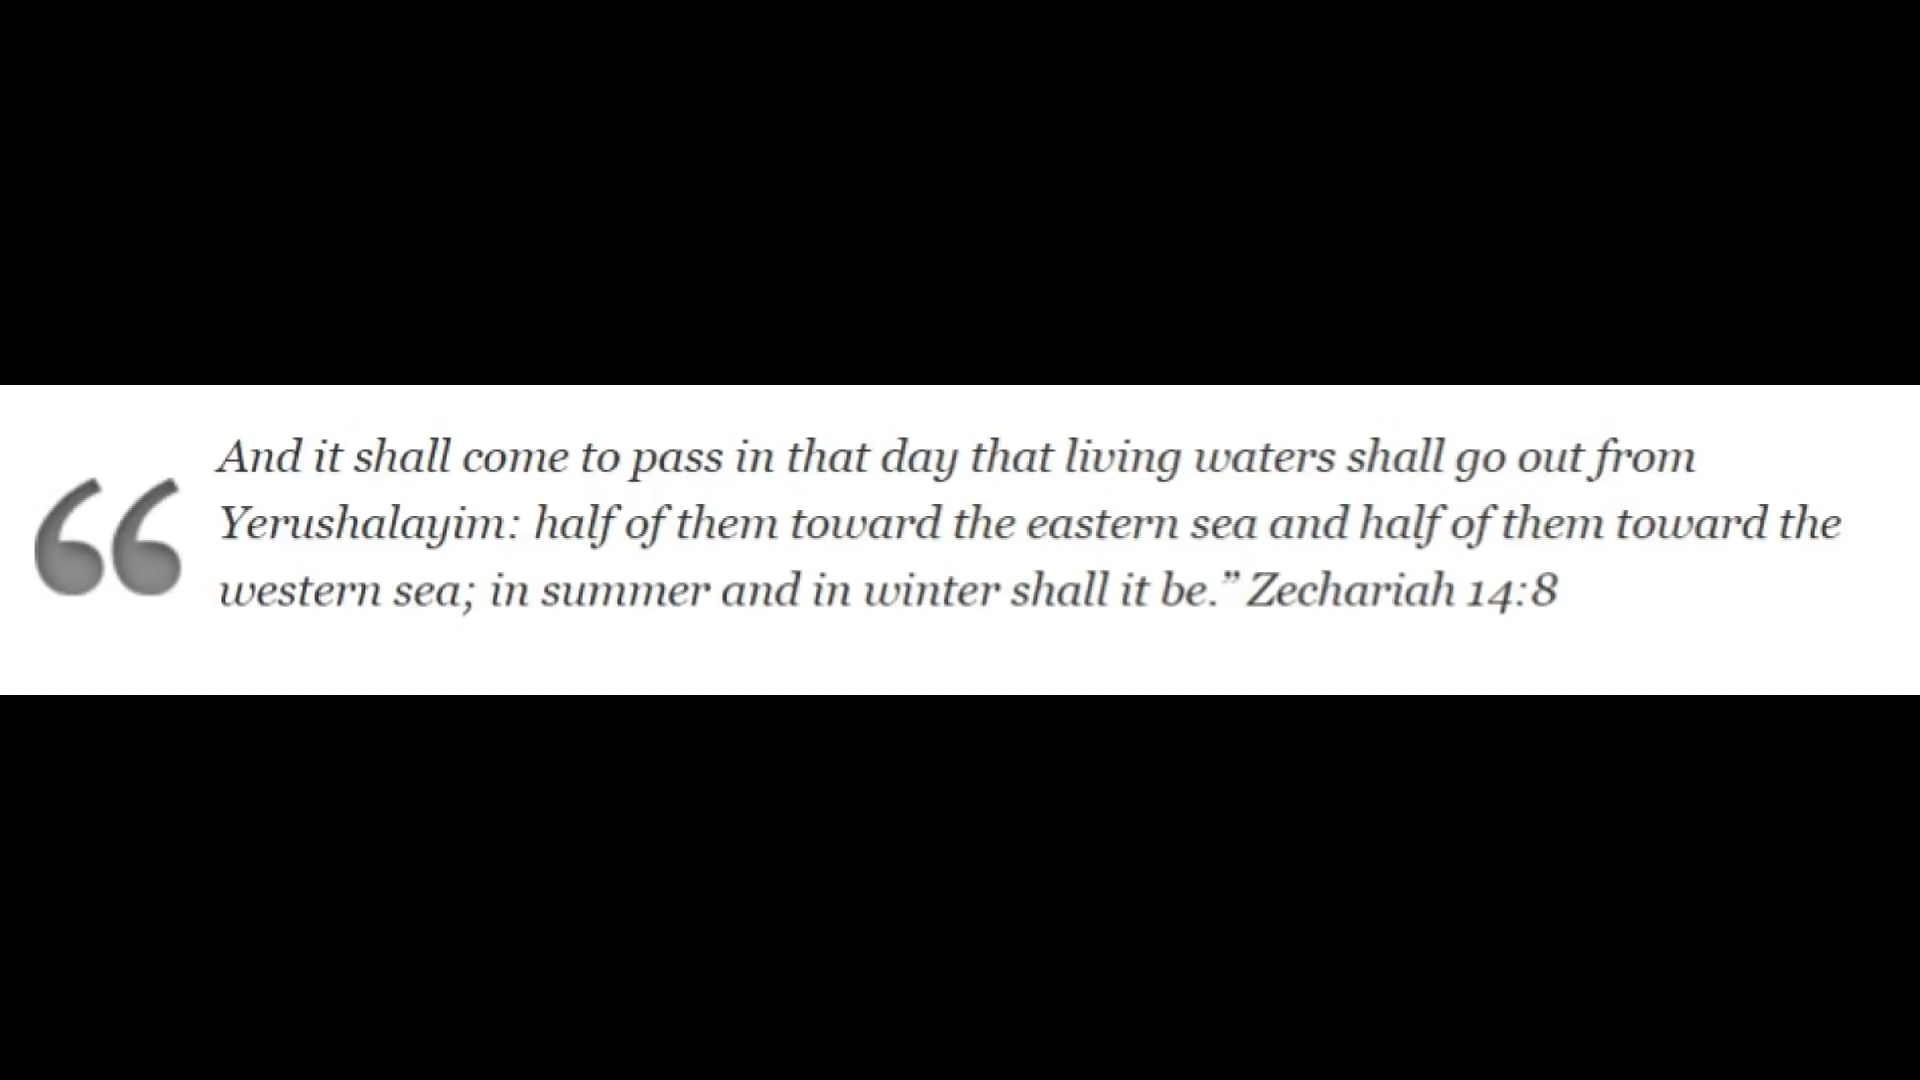 “
And it shall come to pass in that day that living waters shall go out from
Yerushalayim: half of them toward the eastern sea and half of them toward the
western sea; in summer and in winter shall it be.” Zechariah 14:8